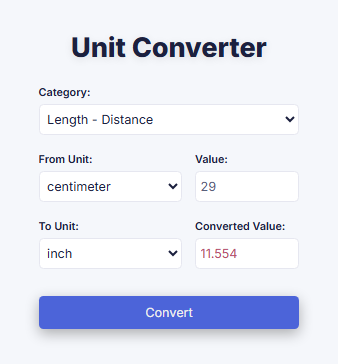 Unit Converter
Category:
Length - Distance
From Unit: Value:
centimeter 29
To Unit: Converted Value:
inch 11.554
Convert